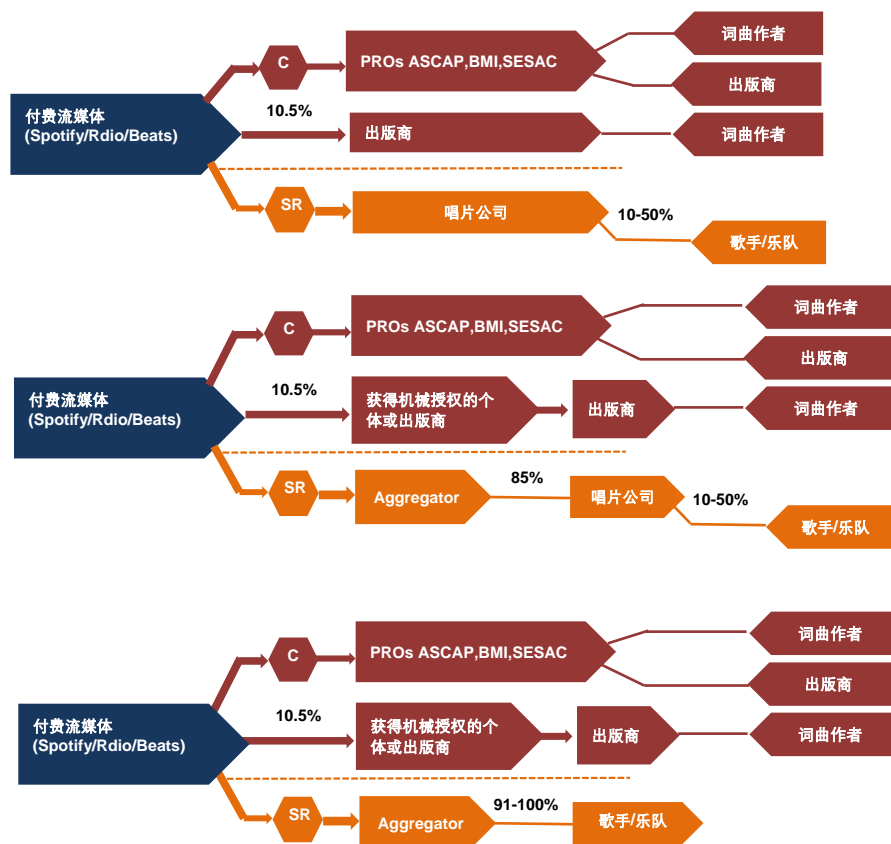 词曲作者
C
PROs ASCAP,BMI,SESAC
出版商
付费流媒体
(Spotify/Rdio/Beats)
10.5%
出版商
词曲作者
SR
唱片公司
10-50%
歌手/乐队
词曲作者
C
PROs ASCAP,BMI,SESAC
出版商
付费流媒体
(Spotify/Rdio/Beats)
10.5%
获得机械授权的个
体或出版商
出版商
词曲作者
SR
Aggregator
85%
唱片公司
10-50%
歌手/乐队
词曲作者
C
PROs ASCAP,BMI,SESAC
出版商
付费流媒体
(Spotify/Rdio/Beats)
10.5%
获得机械授权的个
体或出版商
出版商
词曲作者
SR
Aggregator
91-100%
歌手/乐队